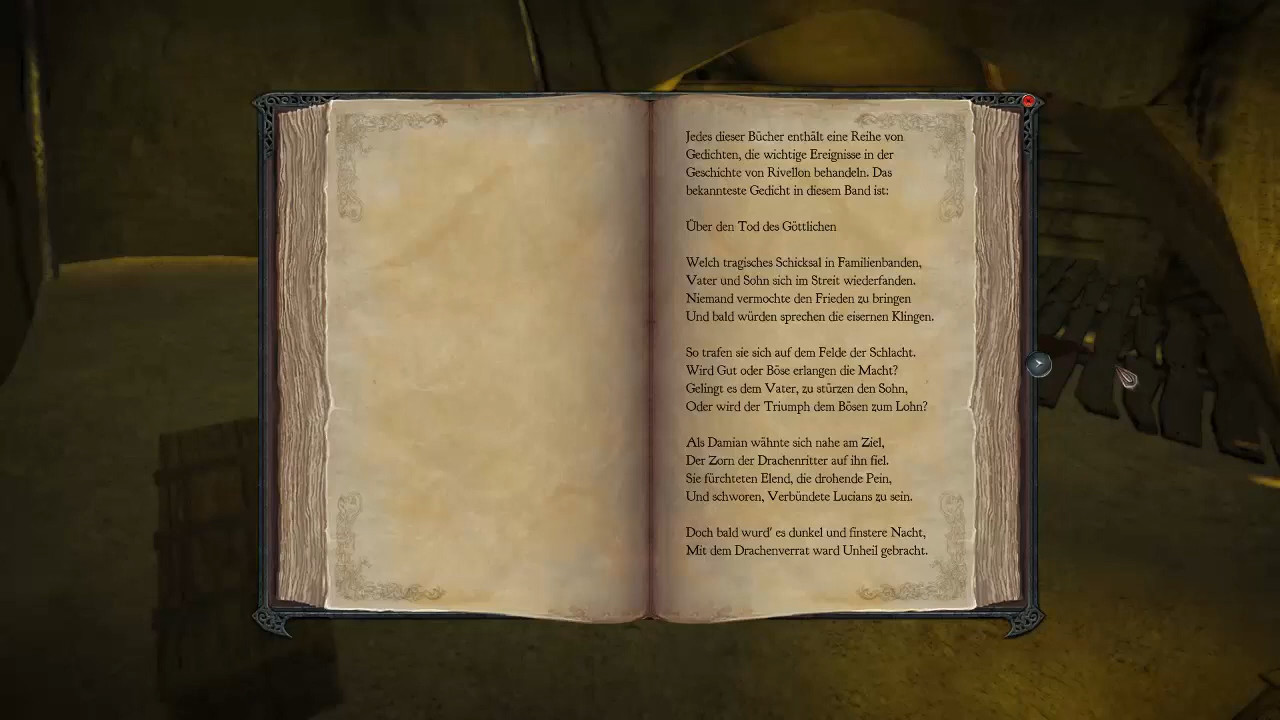 Jedes dieser Bücher enthält eine Reihe von
Gedichten, die wichtige Ereignisse in der
Geschichte von Rivellon behandeln. Das
bekannteste Gedicht in diesem Band ist:
Über den Tod des Göttlichen
Welch tragisches Schicksal in Familienbanden,
Vater und Sohn sich im Streit wiederfanden.
Niemand vermochte den Frieden zu bringen
Und bald würden sprechen die eisernen Klingen.
So trafen sie sich auf dem Felde der Schlacht.
Wird Gut oder Böse erlangen die Macht?
Gelingt es dem Vater, zu stürzen den Sohn,
Oder wird der Triumph dem Bösen zum Lohn?
Als Damian wähnte sich nahe am Ziel,
Der Zorn der Drachenritter auf ihn fiel.
Sie fürchteten Elend, die drohende Pein,
Und schworen, Verbündete Lucians zu sein.
Doch bald wurd' es dunkel und finstere Nacht,
Mit dem Drachenverrat ward Unheil gebracht.